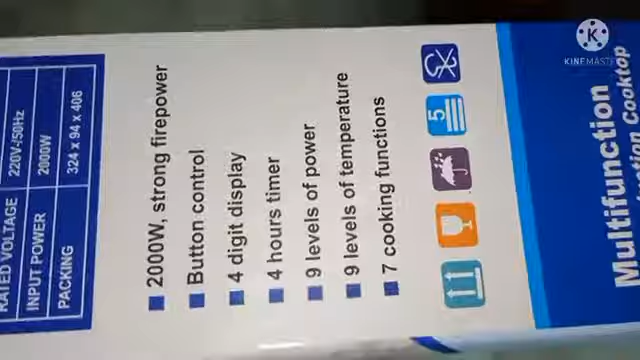 RATED VOLTAGE 220V-/50Hz
INPUT POWER 2000W
PACKING 324 x 94 x 406
2000W, strong firepower
Button control
4 digit display
4 hours timer
9 levels of power
9 levels of temperature
7 cooking functions
5
Multifunction
Cooktop
K
KINEMAS